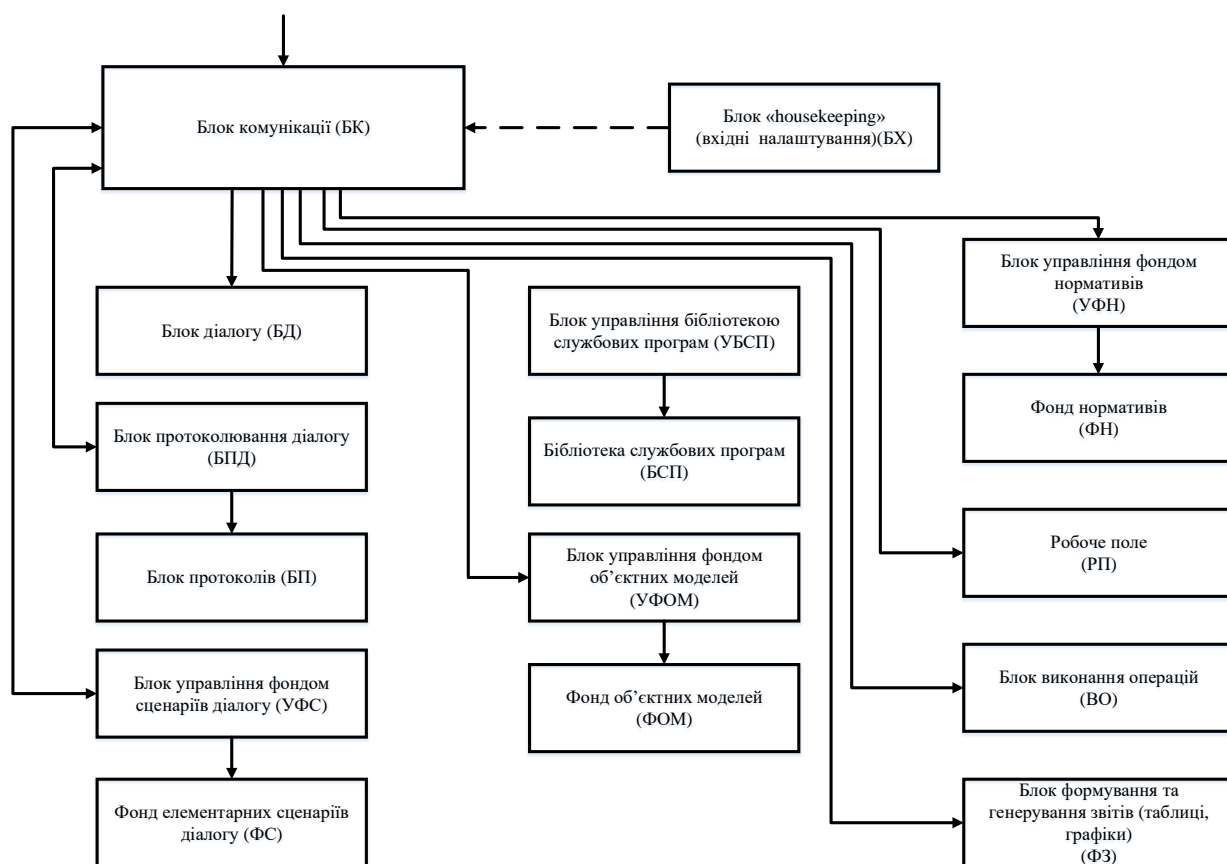 Блок комунікації (БК)
Блок «housekeeping»
(вхідні налаштування)(БХ)
Блок діалогу (БД)
Блок протоколювання діалогу
(БПД)
Блок протоколів (БП)
Блок управління фондом
сценаріїв діалогу (УФС)
Фонд елементарних сценаріїв
діалогу (ФС)
Блок управління бібліотекою
службових програм (УБСП)
Бібліотека службових програм
(БСП)
Блок управління фондом
об’єктних моделей
(УФОМ)
Фонд об’єктних моделей
(ФОМ)
Блок управління фондом
нормативів
(УФН)
Фонд нормативів
(ФН)
Робоче поле
(РП)
Блок виконання операцій
(ВО)
Блок формування та
генерування звітів (таблиці,
графіки)
(ФЗ)